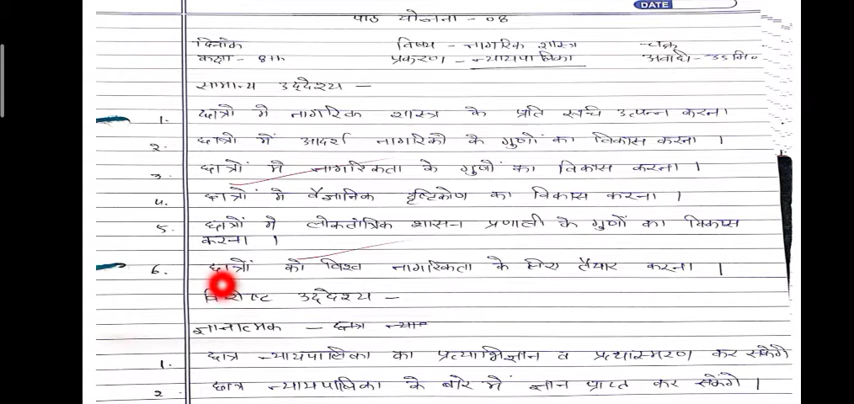 DATE
पाठ योजना - 08
दिनांक विषय - नागरिक शास्त्र चक्र
कक्षा - 8th प्रकरण - न्यायपालिका अवधि - 35 मि०
सामान्य उद्देश्य -
1. छात्रों में नागरिक शास्त्र के प्रति रुचि उत्पन्न करना
2. छात्रों में आदर्श नागरिकों के गुणों का विकास करना ।
3. छात्रों में नागरिकता के गुणों का विकास करना ।
4. छात्रों में वैज्ञानिक दृष्टिकोण का विकास करना ।
5. छात्रों में लोकतांत्रिक शासन प्रणाली के गुणों का विकास
करना ।
6. छात्रों को विश्व नागरिकता के लिए तैयार करना ।
विशिष्ट उद्देश्य -
ज्ञानात्मक - छात्र न्याय
1. छात्र न्यायपालिका का प्रत्याभिज्ञान व प्रत्यास्मरण कर सकेंगे
2. छात्र न्यायपालिका के बारे में ज्ञान प्राप्त कर सकेंगे ।